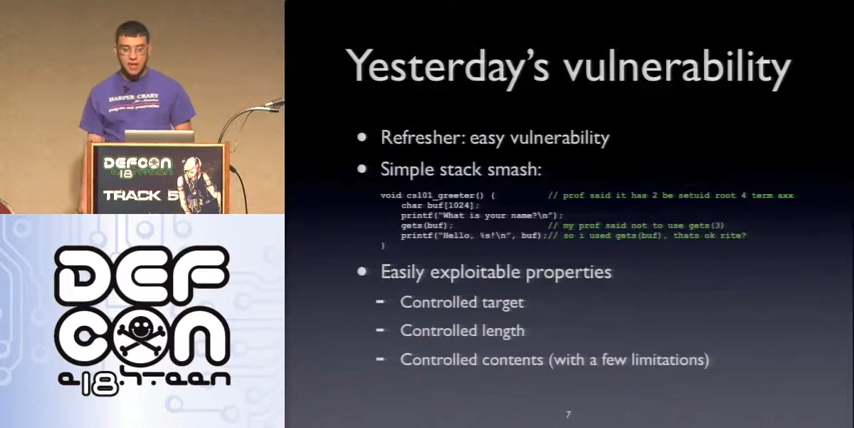 Yesterday's vulnerability
• Refresher: easy vulnerability
• Simple stack smash:
void cs101_greeter() { // prof said it has 2 be setuid root 4 term axx
char buf[1024];
printf("What is your name?\n");
gets(buf); // my prof said not to use gets(3)
printf("Hello, %s!\n", buf);// so i used gets(buf), thats ok rite?
}
• Easily exploitable properties
- Controlled target
- Controlled length
- Controlled contents (with a few limitations)
7
HARPER CRARY
DEFCON
18
TRACK 5
DEF
CON
e18h+een